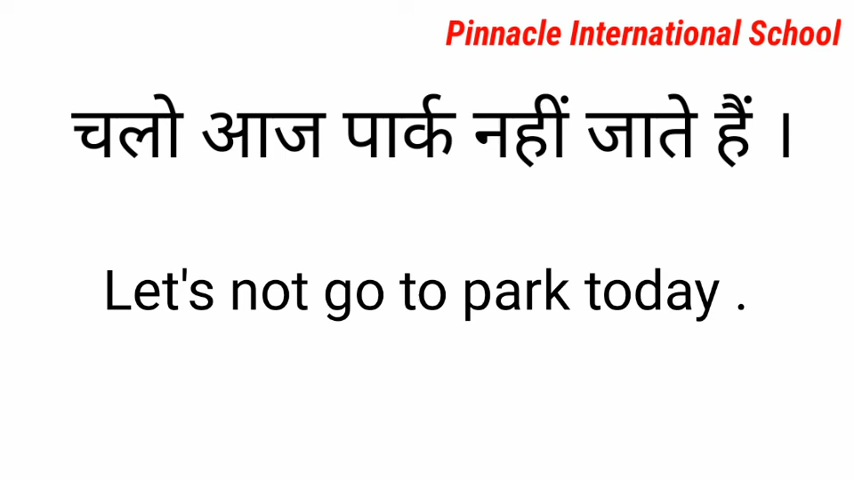 Pinnacle International School
चलो आज पार्क नहीं जाते हैं ।
Let's not go to park today .